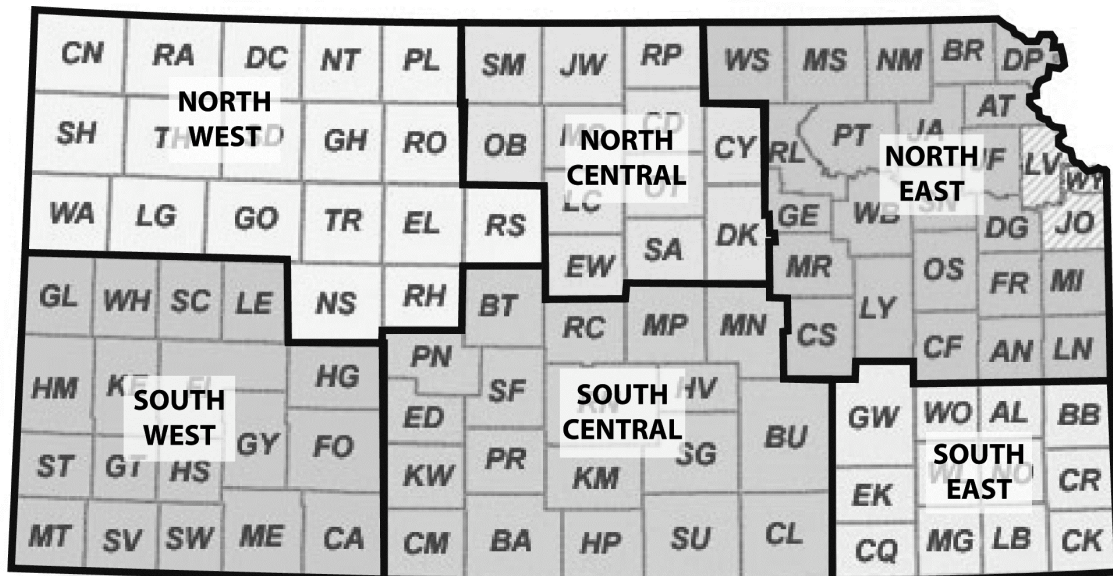 CN RA DC NT PL SM JW RP WS MS NM BR DP
NORTH
WEST
SH GH RO OB CY RL PT AT LV WY
NORTH
CENTRAL
NORTH
EAST
WA LG GO TR EL RS LC SA DK GE WB DG JO
EW MR OS FR MI
GL WH SC LE NS RH BT RC MP MN CS LY CF AN LN
HM HG PN SF HV GW WO AL BB
SOUTH
WEST
SOUTH
CENTRAL
SOUTH
EAST
ED BU
ST GT HS GY FO KW PR KM SG EK CR
MT SV SW ME CA CM BA HP SU CL CQ MG LB CK